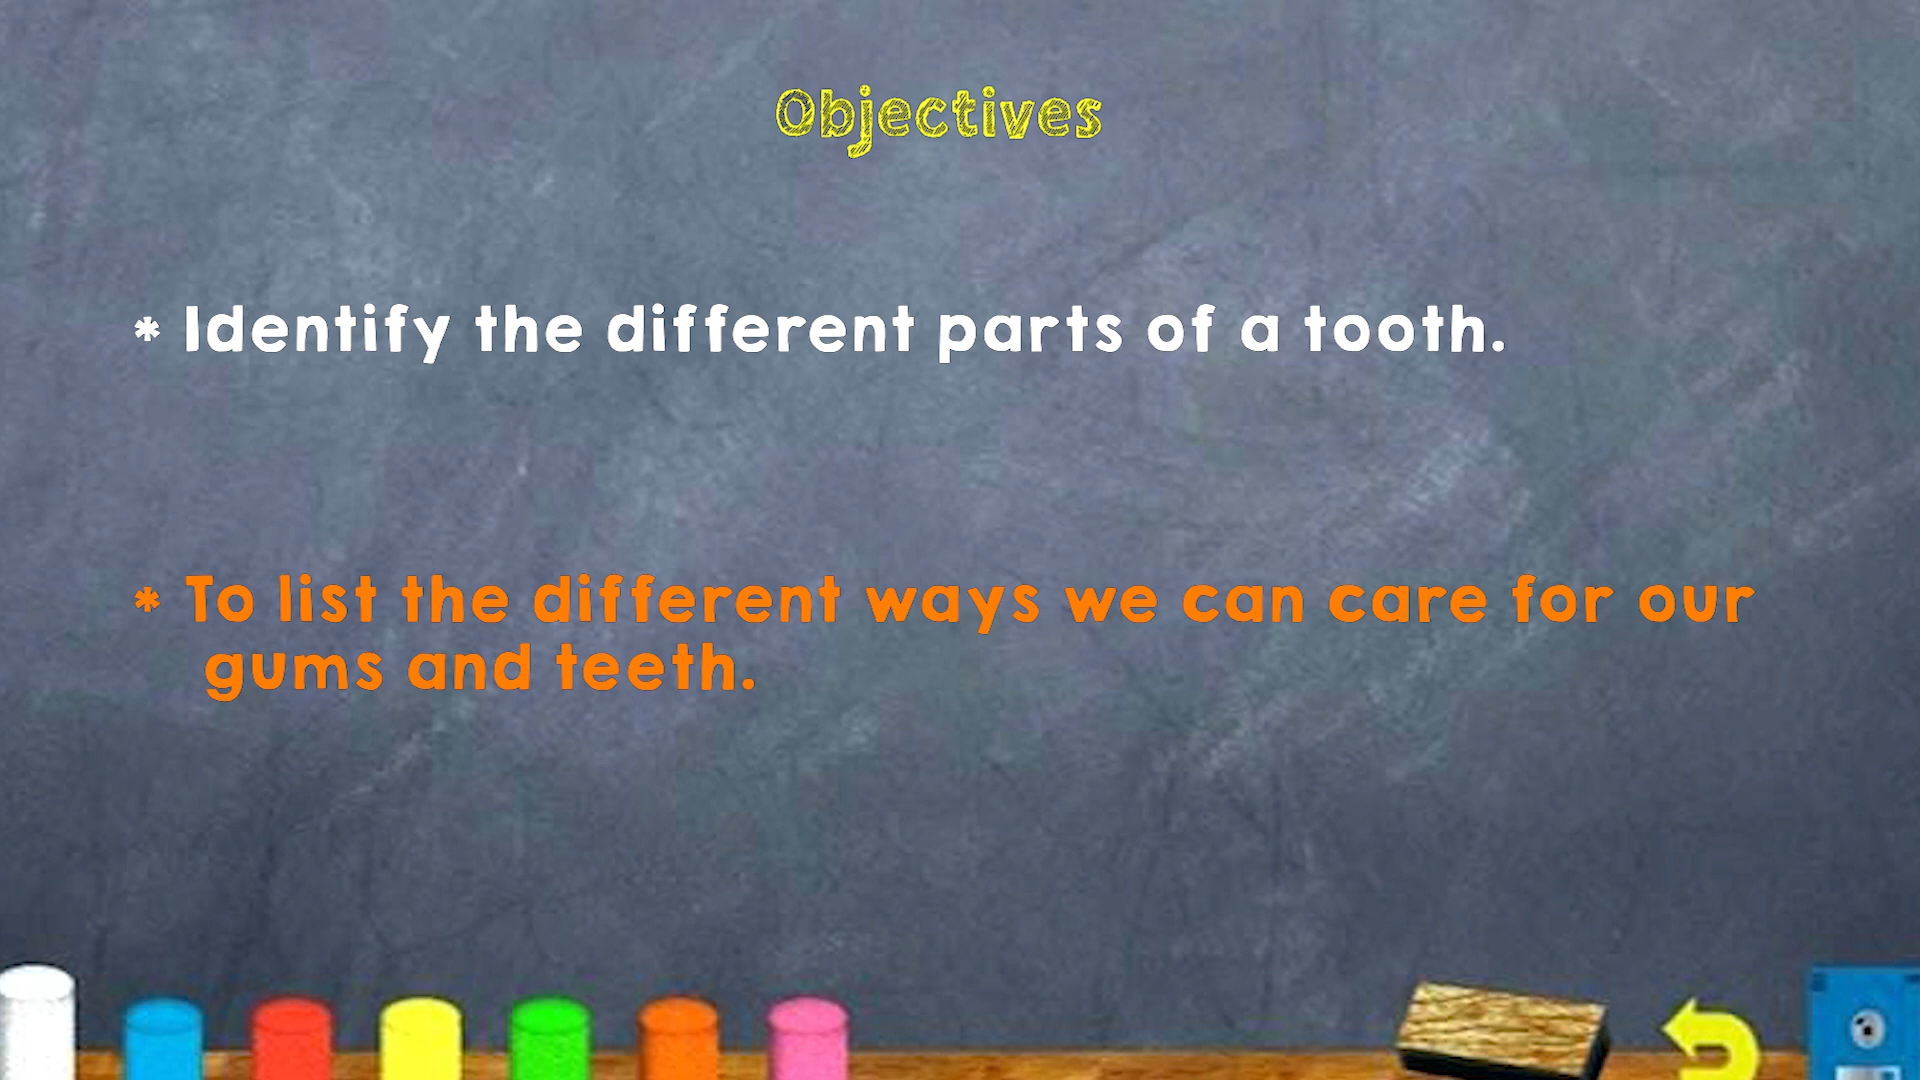 Objectives
* Identify the different parts of a tooth.
* To list the different ways we can care for our
gums and teeth.